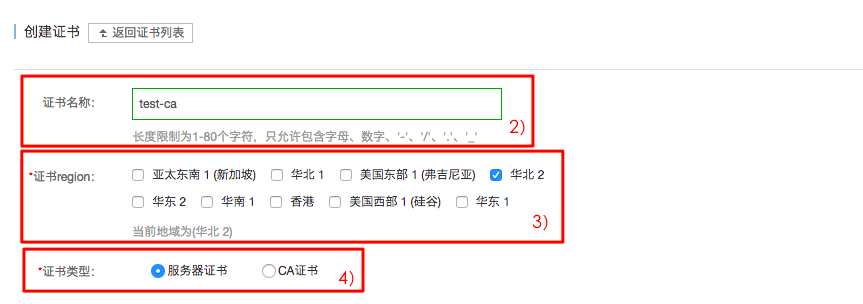 创建证书 返回证书列表
证书名称: test-ca
长度限制为1-80个字符，只允许包含字母、数字、'-'、'/'、'.'、'_'
2)
*证书region: 亚太东南 1 (新加坡) 华北 1 美国东部 1 (弗吉尼亚) 华北 2
华东 2 华南 1 香港 美国西部 1 (硅谷) 华东 1
当前地域为(华北 2)
3)
*证书类型: 服务器证书 CA证书
4)